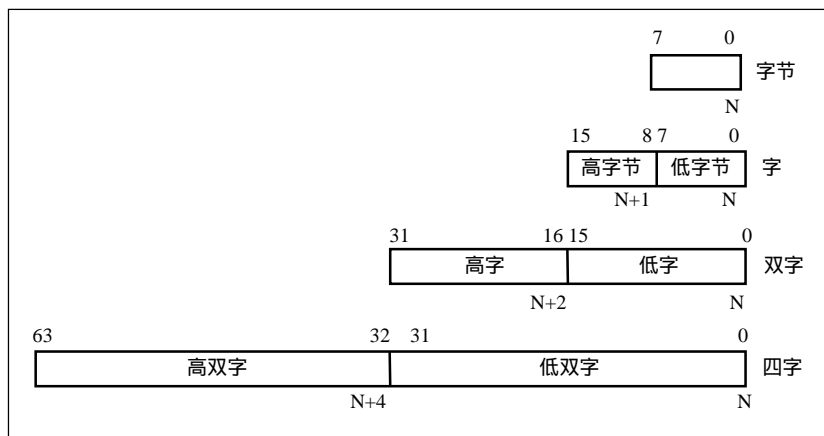 7 0
字节
N
15 8 7 0
高字节 低字节 字
N+1 N
31 16 15 0
高字 低字 双字
N+2 N
63 32 31 0
高双字 低双字 四字
N+4 N